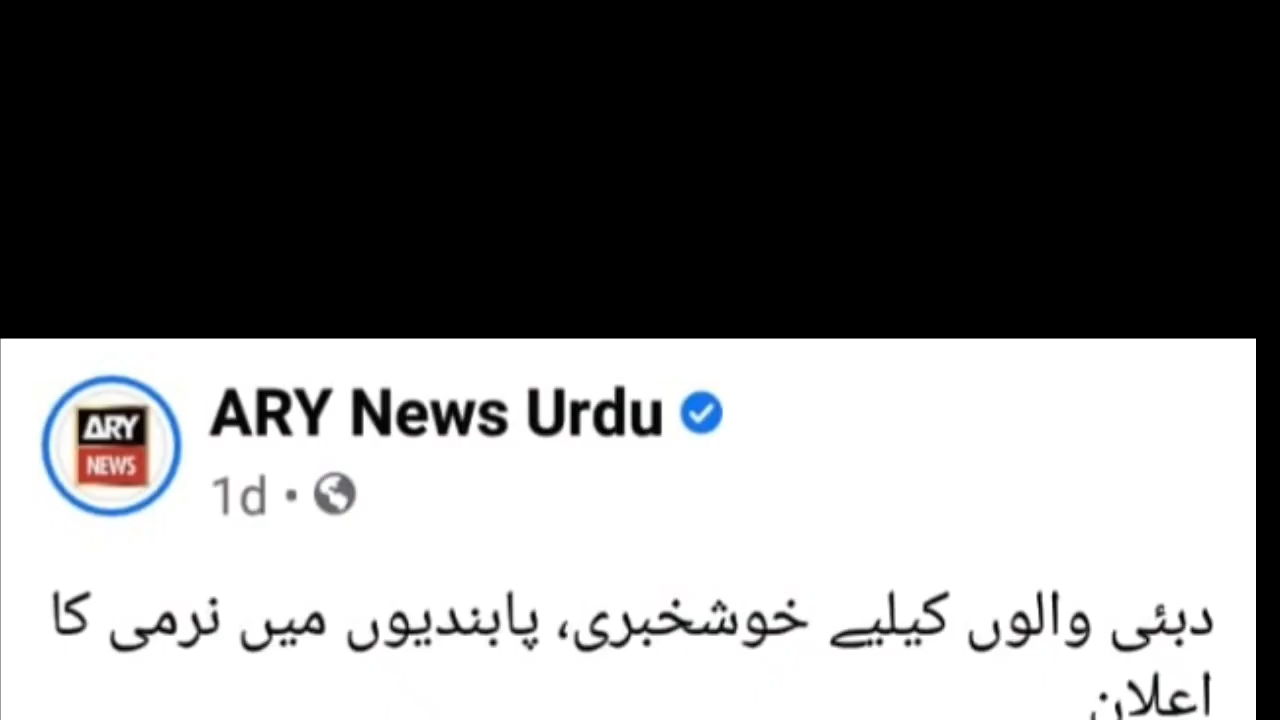 ARY News Urdu
ARY
NEWS
1d •
دبئی والوں کیلیے خوشخبری، پابندیوں میں نرمی کا
اعلان